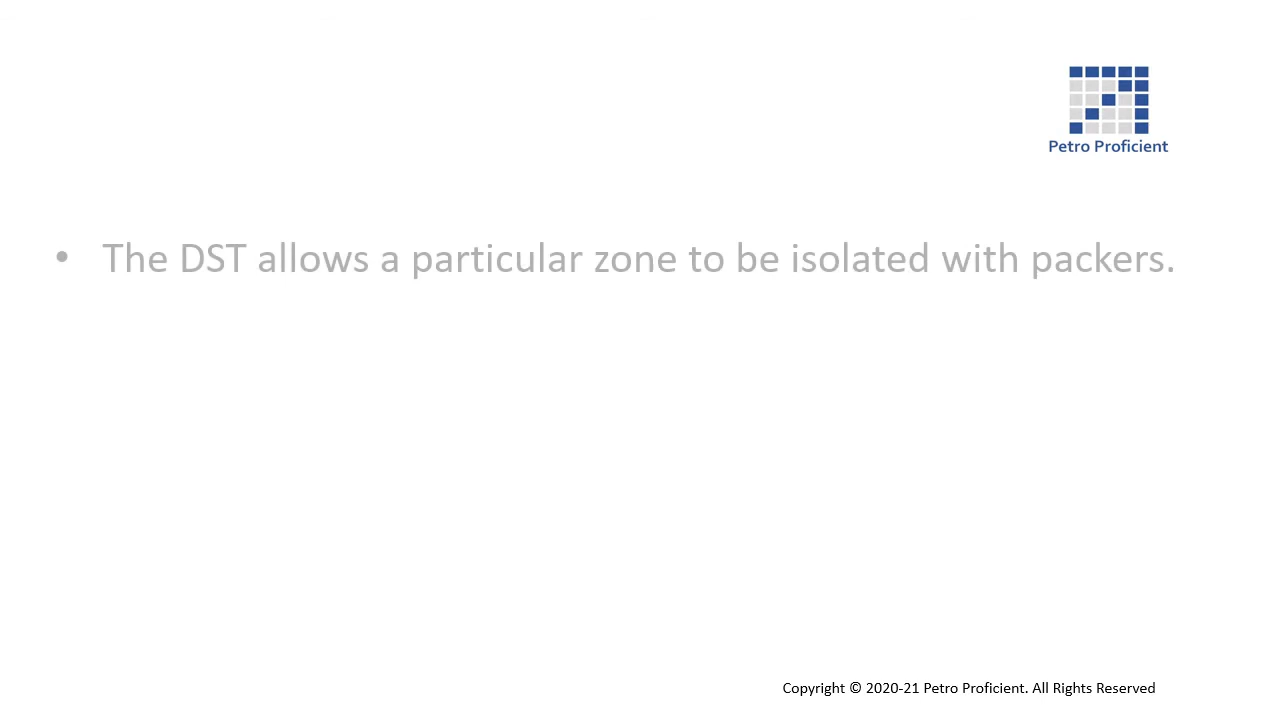 Petro Proficient
• The DST allows a particular zone to be isolated with packers.
Copyright © 2020-21 Petro Proficient. All Rights Reserved